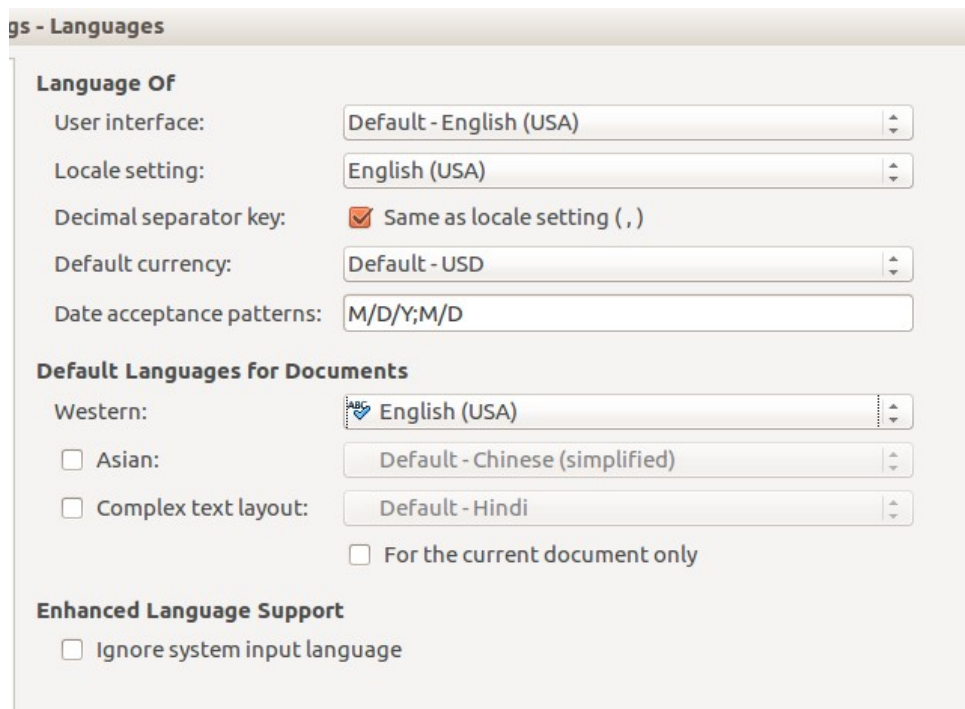 gs - Languages
Language Of
User interface: Default - English (USA)
Locale setting: English (USA)
Decimal separator key: Same as locale setting ( , )
Default currency: Default - USD
Date acceptance patterns: M/D/Y;M/D
Default Languages for Documents
Western: ABC English (USA)
Asian: Default - Chinese (simplified)
Complex text layout: Default - Hindi
For the current document only
Enhanced Language Support
Ignore system input language